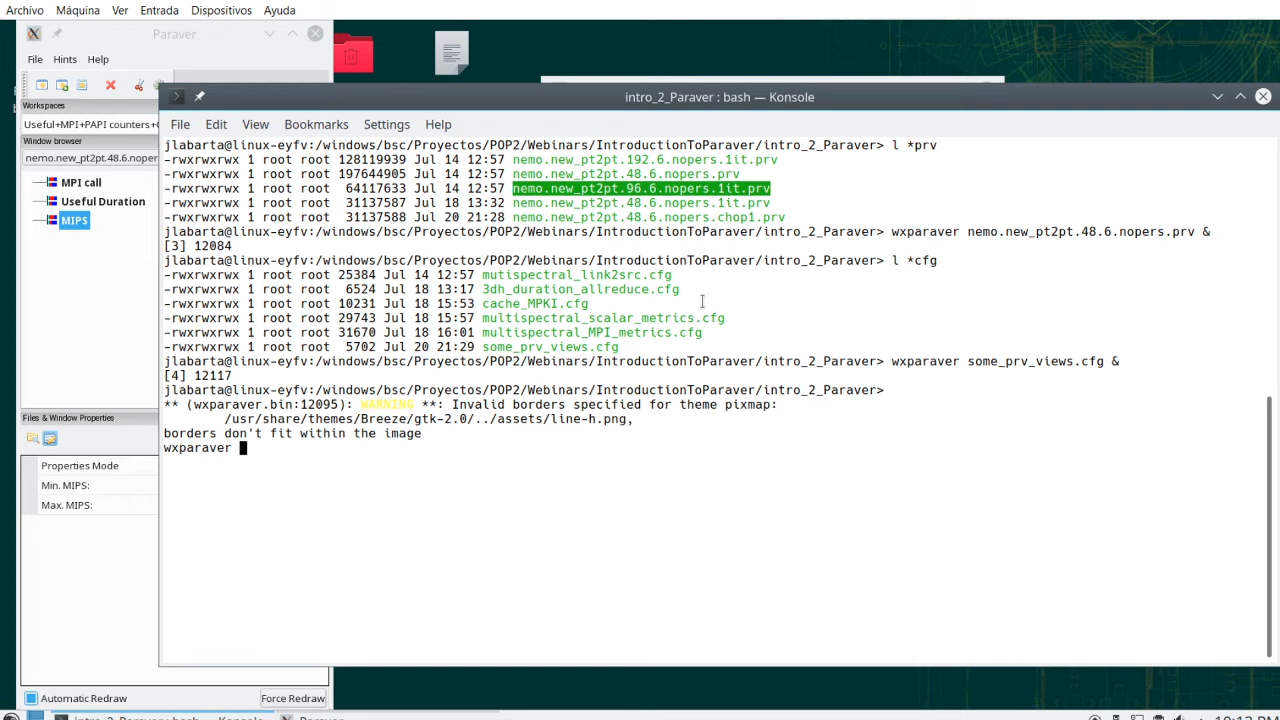 Archivo Máquina Ver Entrada Dispositivos Ayuda
Paraver
File Hints Help
Workspaces
Useful+MPI+PAPI counters+
Window browser
nemo.new_pt2pt.48.6.noper
MPI call
Useful Duration
MIPS
Files & Window Properties
Properties Mode
Min. MIPS:
Max. MIPS:
Automatic Redraw
Force Redraw
intro_2_Paraver : bash — Konsole
File Edit View Bookmarks Settings Help
jlabarta@linux-eyfv:/windows/bsc/Proyectos/POP2/Webinars/IntroductionToParaver/intro_2_Paraver> l *prv
-rwxrwxrwx 1 root root 128119939 Jul 14 12:57 nemo.new_pt2pt.192.6.nopers.1it.prv
-rwxrwxrwx 1 root root 197644905 Jul 14 12:57 nemo.new_pt2pt.48.6.nopers.prv
-rwxrwxrwx 1 root root 64117633 Jul 14 12:57 nemo.new_pt2pt.96.6.nopers.1it.prv
-rwxrwxrwx 1 root root 31137587 Jul 18 13:32 nemo.new_pt2pt.48.6.nopers.1it.prv
-rwxrwxrwx 1 root root 31137588 Jul 20 21:28 nemo.new_pt2pt.48.6.nopers.chop1.prv
jlabarta@linux-eyfv:/windows/bsc/Proyectos/POP2/Webinars/IntroductionToParaver/intro_2_Paraver> wxparaver nemo.new_pt2pt.48.6.nopers.prv &
[3] 12084
jlabarta@linux-eyfv:/windows/bsc/Proyectos/POP2/Webinars/IntroductionToParaver/intro_2_Paraver> l *cfg
-rwxrwxrwx 1 root root 25384 Jul 14 12:57 mutispectral_link2src.cfg
-rwxrwxrwx 1 root root 6524 Jul 18 13:17 3dh_duration_allreduce.cfg
-rwxrwxrwx 1 root root 10231 Jul 18 15:53 cache_MPKI.cfg
-rwxrwxrwx 1 root root 29743 Jul 18 15:57 multispectral_scalar_metrics.cfg
-rwxrwxrwx 1 root root 31670 Jul 18 16:01 multispectral_MPI_metrics.cfg
-rwxrwxrwx 1 root root 5702 Jul 20 21:29 some_prv_views.cfg
jlabarta@linux-eyfv:/windows/bsc/Proyectos/POP2/Webinars/IntroductionToParaver/intro_2_Paraver> wxparaver some_prv_views.cfg &
[4] 12117
jlabarta@linux-eyfv:/windows/bsc/Proyectos/POP2/Webinars/IntroductionToParaver/intro_2_Paraver>
** (wxparaver.bin:12095): WARNING **: Invalid borders specified for theme pixmap:
/usr/share/themes/Breeze/gtk-2.0/../assets/line-h.png,
borders don't fit within the image
wxparaver